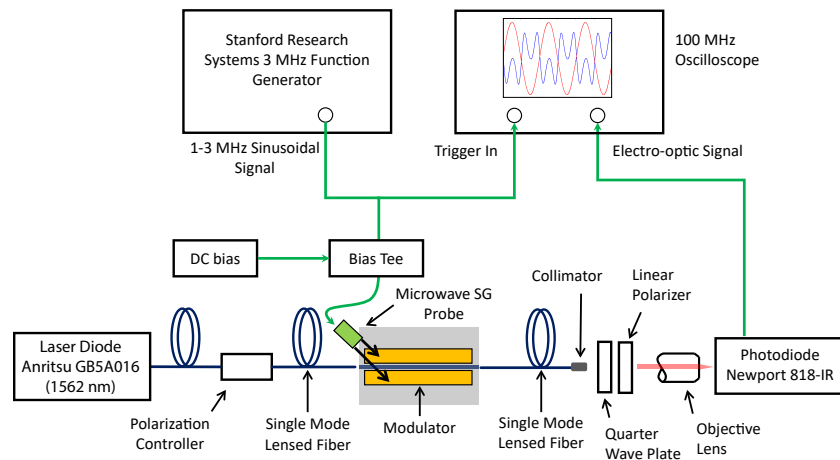 Stanford Research
Systems 3 MHz Function
Generator
100 MHz
Oscilloscope
1-3 MHz Sinusoidal
Signal
Trigger In
Electro-optic Signal
DC bias
Bias Tee
Microwave SG
Probe
Collimator
Linear
Polarizer
Laser Diode
Anritsu GB5A016
(1562 nm)
Photodiode
Newport 818-IR
Polarization
Controller
Single Mode
Lensed Fiber
Modulator
Single Mode
Lensed Fiber
Quarter
Wave Plate
Objective
Lens